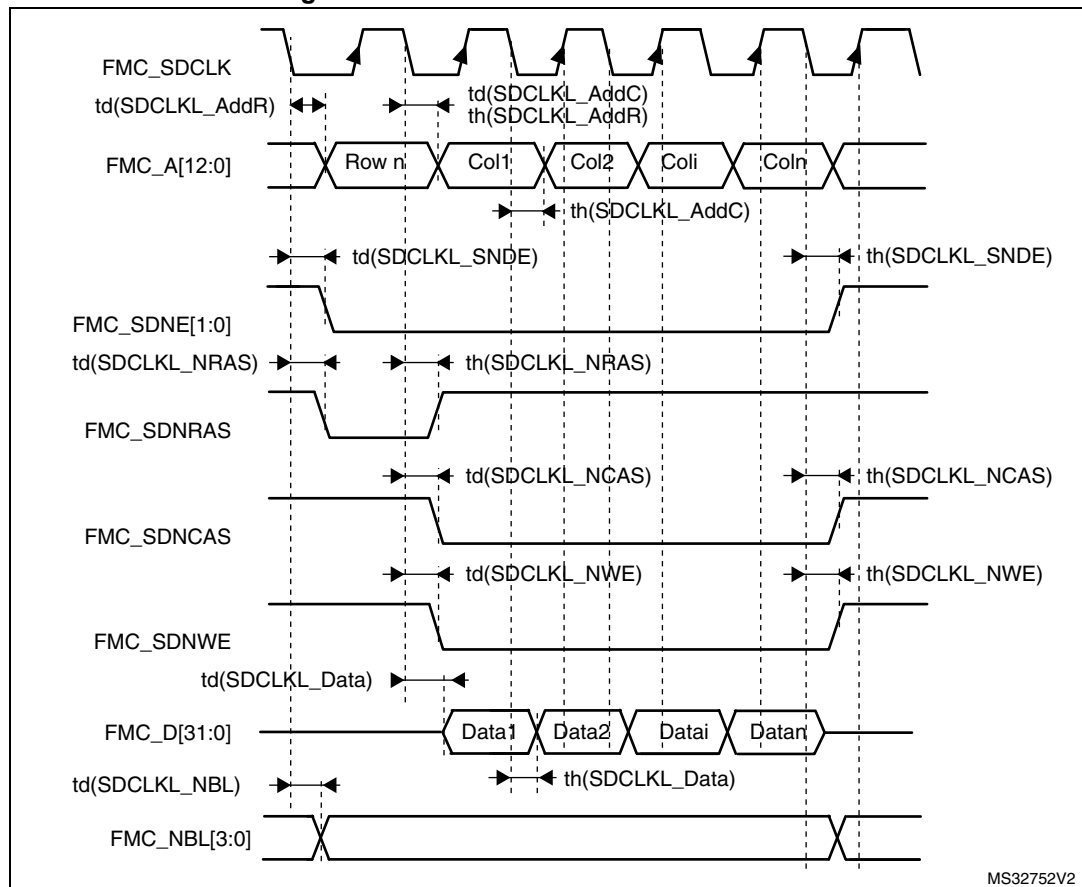 FMC_SDCLK
td(SDCLKL_AddR)
td(SDCLKL_AddC)
th(SDCLKL_AddR)
FMC_A[12:0]
Row n
Col1
Col2
Coli
Coln
th(SDCLKL_AddC)
td(SDCLKL_SNDE)
th(SDCLKL_SNDE)
FMC_SDNE[1:0]
td(SDCLKL_NRAS)
th(SDCLKL_NRAS)
FMC_SDNRAS
td(SDCLKL_NCAS)
th(SDCLKL_NCAS)
FMC_SDNCAS
td(SDCLKL_NWE)
th(SDCLKL_NWE)
FMC_SDNWE
td(SDCLKL_Data)
FMC_D[31:0]
Data1
Data2
Datai
Datan
th(SDCLKL_Data)
td(SDCLKL_NBL)
FMC_NBL[3:0]
MS32752V2